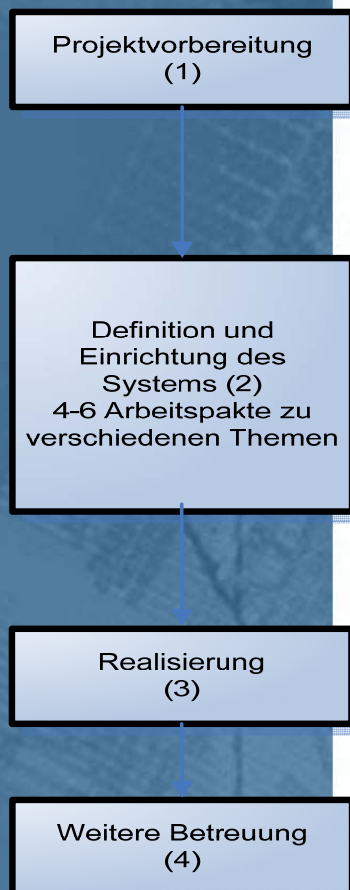 Projektvorbereitung
(1)
Definition und
Einrichtung des
Systems (2)
4-6 Arbeitspakte zu
verschiedenen Themen
Realisierung
(3)
Weitere Betreuung
(4)